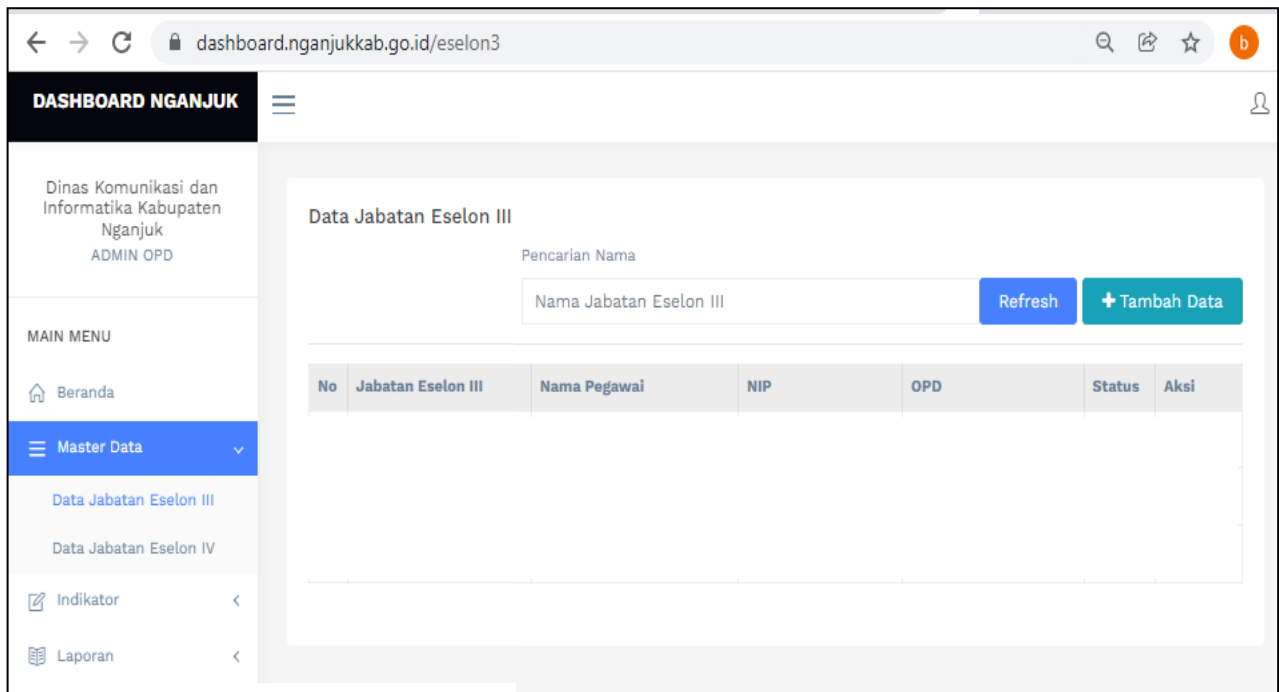 dashboard.nganjukkab.go.id/eselon3
b
DASHBOARD NGANJUK
Dinas Komunikasi dan
Informatika Kabupaten
Nganjuk
ADMIN OPD
MAIN MENU
Beranda
Master Data
Data Jabatan Eselon III
Data Jabatan Eselon IV
Indikator
Laporan
Data Jabatan Eselon III
Pencarian Nama
Nama Jabatan Eselon III Refresh + Tambah Data
No Jabatan Eselon III Nama Pegawai NIP OPD Status Aksi